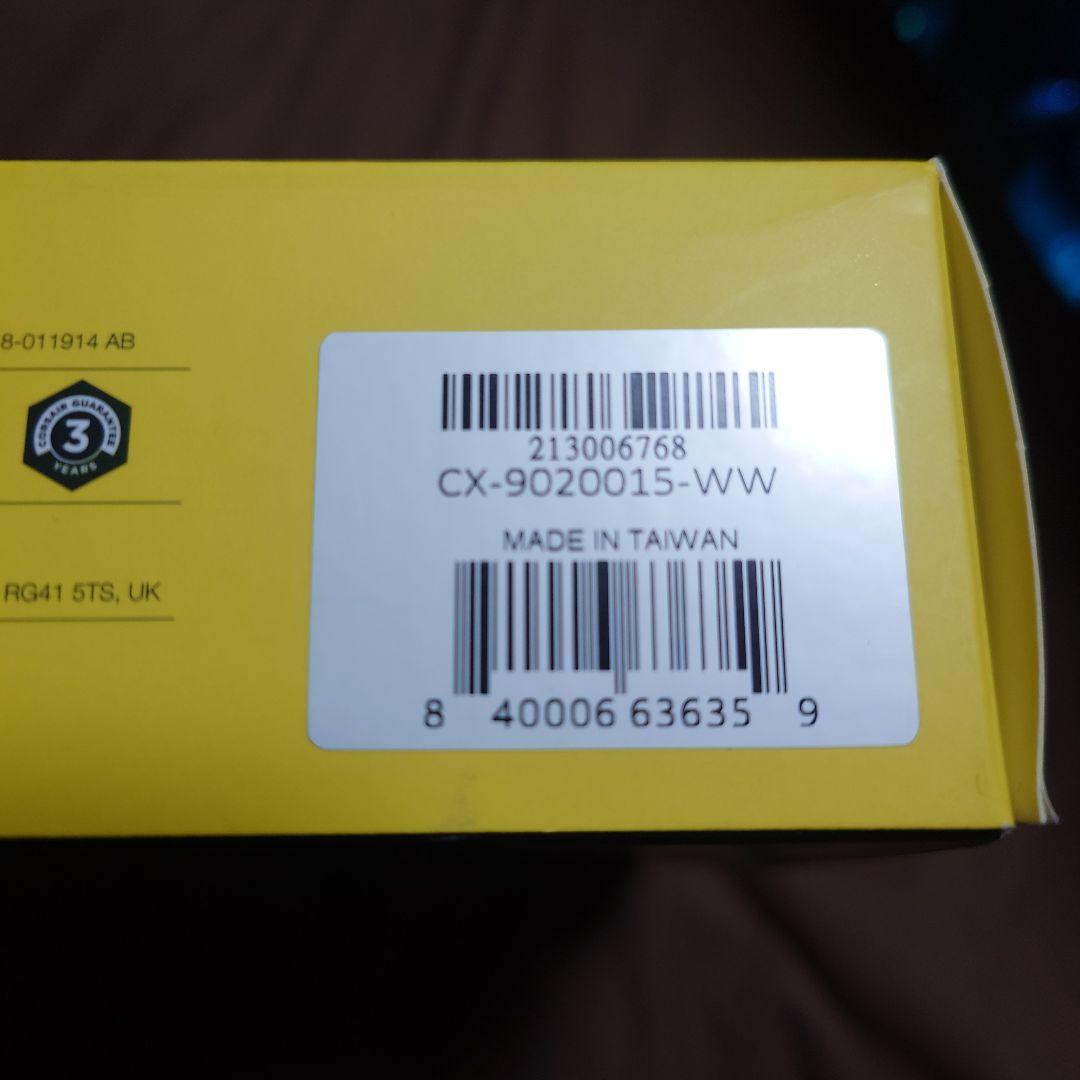 8-011914 AB
CORSAIR GUARANTEE
3
YEARS
RG41 5TS, UK
213006768
CX-9020015-WW
MADE IN TAIWAN
8 40006 63635 9